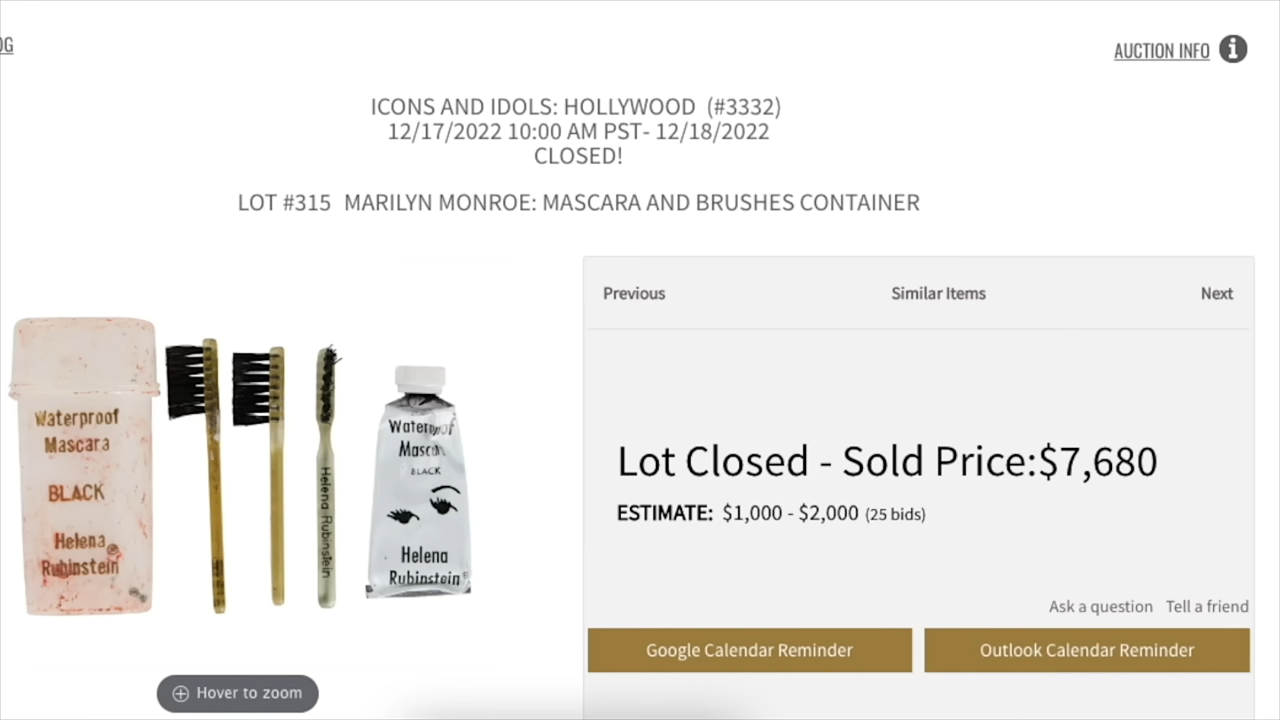 OG
AUCTION INFO
ICONS AND IDOLS: HOLLYWOOD (#3332)
12/17/2022 10:00 AM PST- 12/18/2022
CLOSED!
LOT #315 MARILYN MONROE: MASCARA AND BRUSHES CONTAINER
Previous
Similar Items
Next
Waterproof
Mascara
BLACK
Helena
Rubinstein
Helena Rubinstein
Waterproof
Mascara
BLACK
Helena
Rubinstein®
Lot Closed - Sold Price:$7,680
ESTIMATE: $1,000 - $2,000 (25 bids)
Ask a question Tell a friend
Google Calendar Reminder
Outlook Calendar Reminder
Hover to zoom